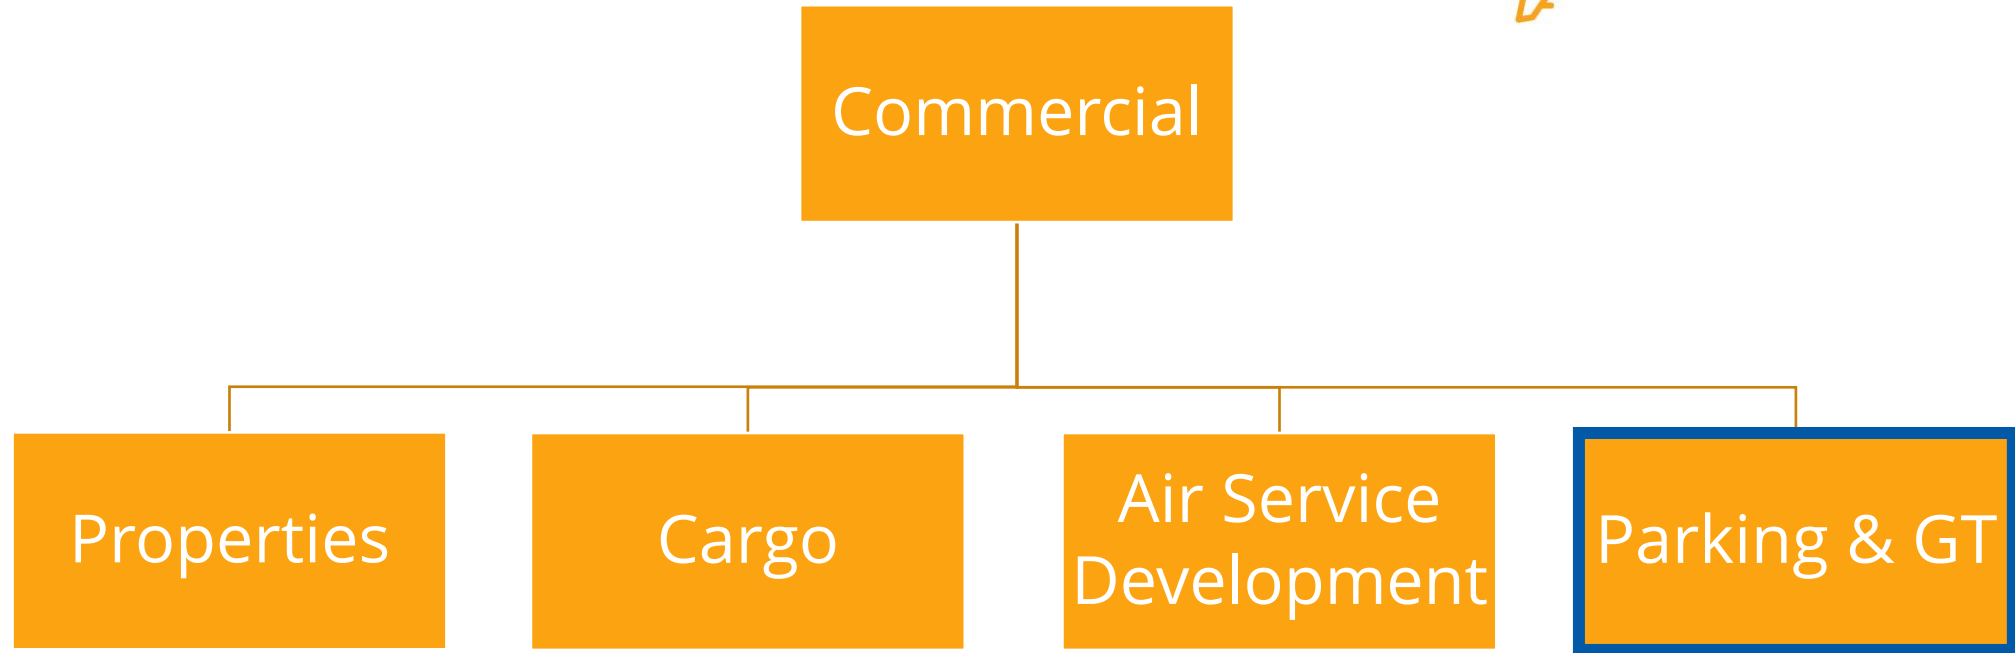 Commercial
Properties
Cargo
Air Service
Development
Parking & GT